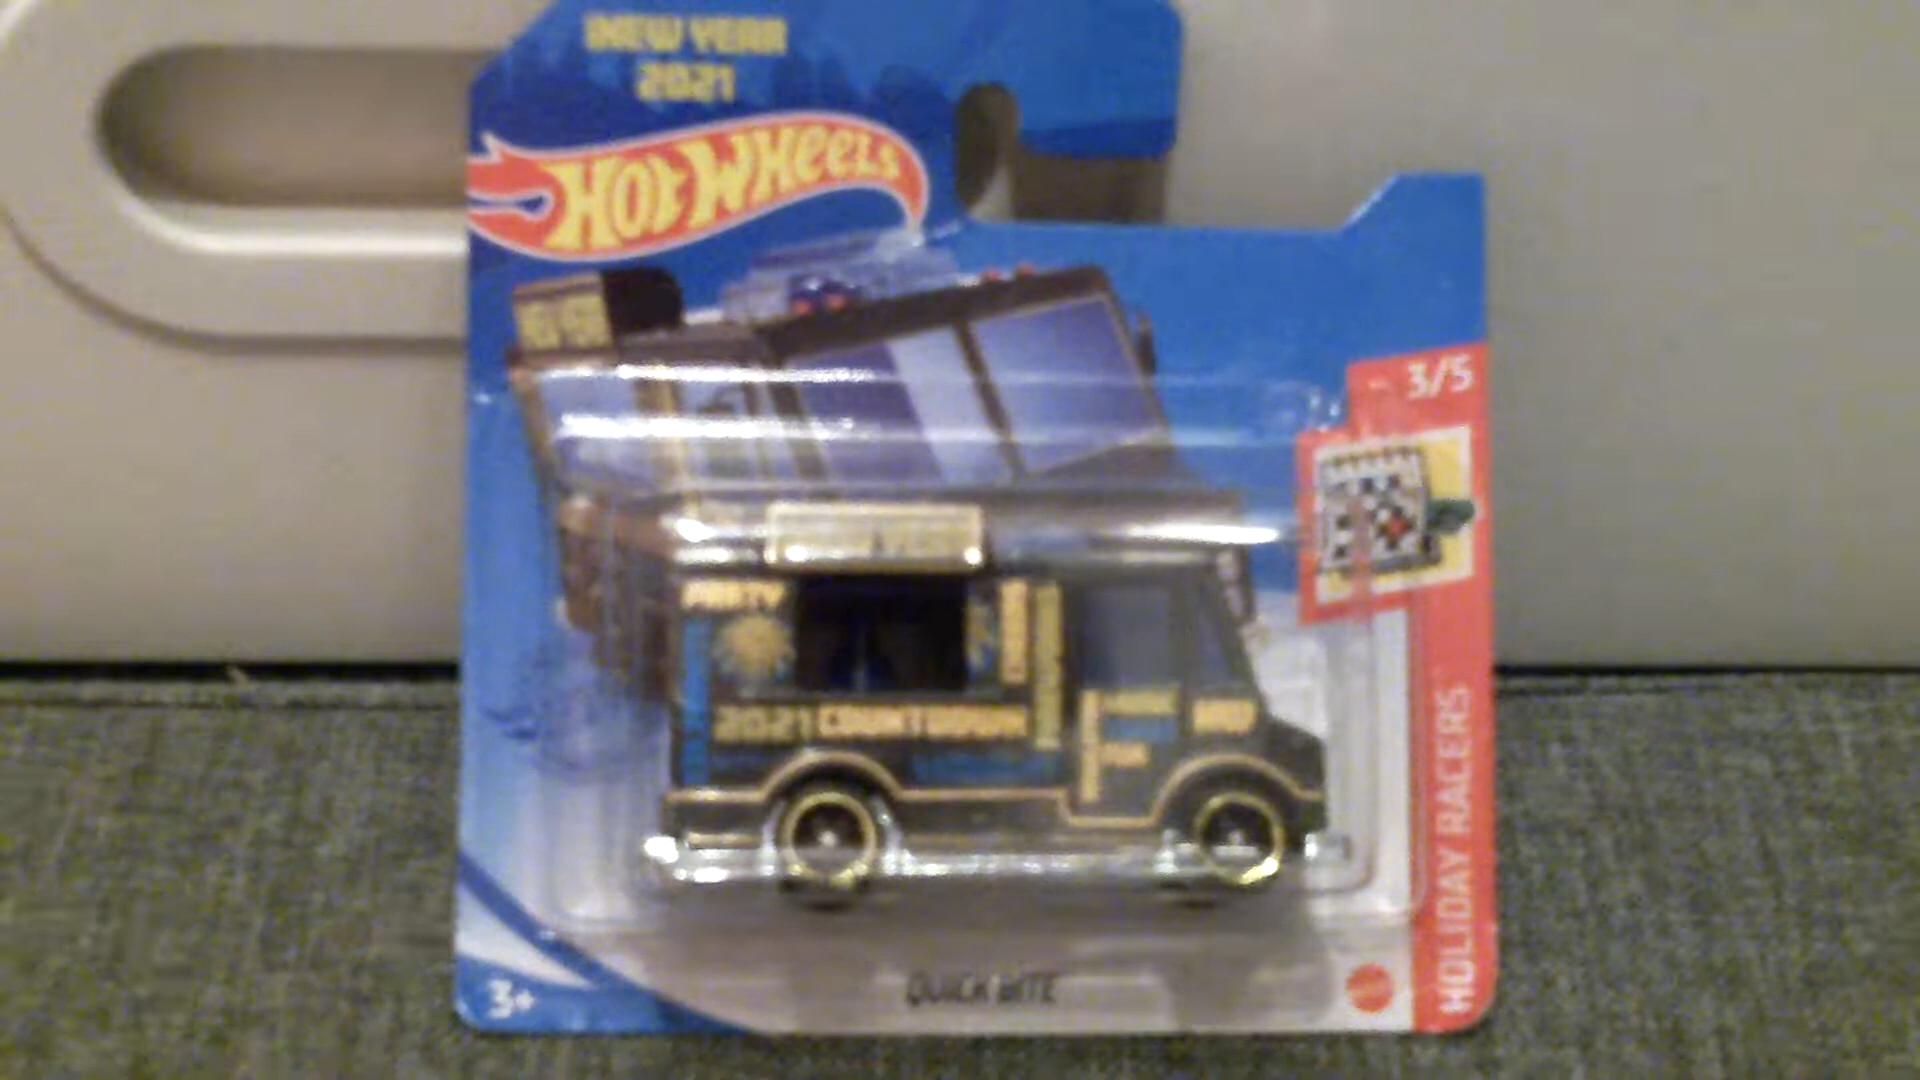 NEW YEAR
2021
HOT WHEELS
3/5
PARTY
2021 COUNTDOWN
HOLIDAY RACERS
QUICK BITE
3+